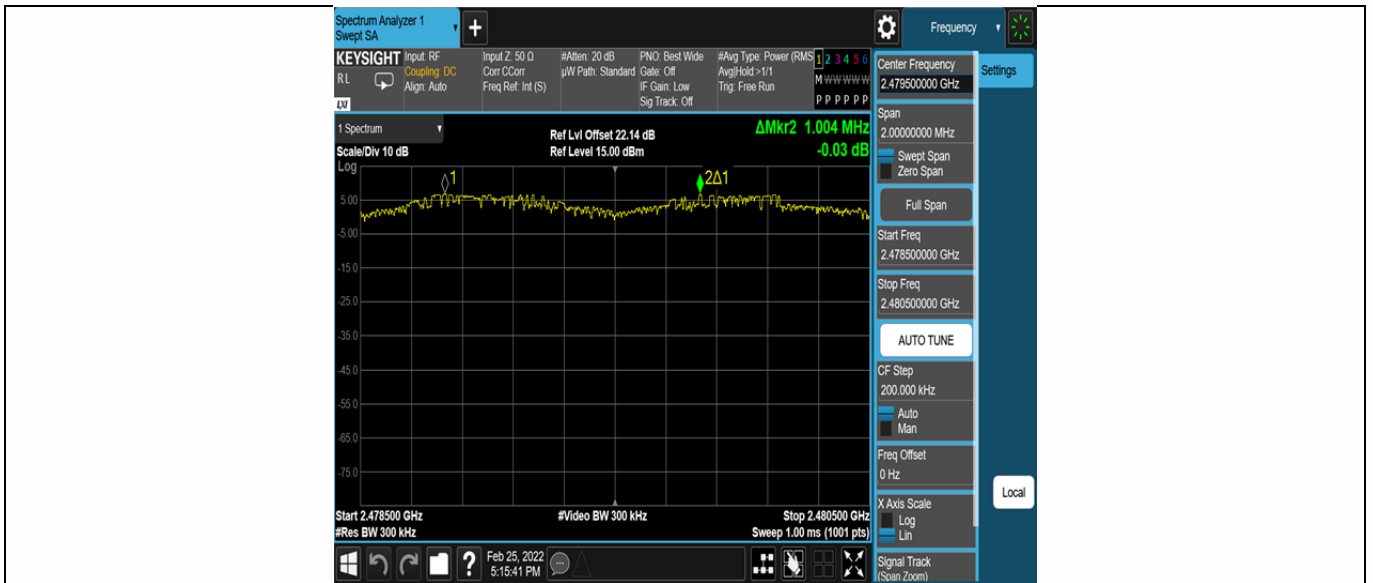 Spectrum Analyzer 1
Swept SA
+
Frequency
KEYSIGHT
RL
LXI
Input: RF
Coupling: DC
Align: Auto
Input Z: 50 Ω
Corr CCorr
Freq Ref: Int (S)
#Atten: 20 dB
µW Path: Standard
PNO: Best Wide
Gate: Off
IF Gain: Low
Sig Track: Off
#Avg Type: Power (RMS
Avg|Hold:>1/1
Trig: Free Run
1 2 3 4 5 6
M W W W W W
P P P P P P
1 Spectrum
Scale/Div 10 dB
Log
Ref Lvl Offset 22.14 dB
Ref Level 15.00 dBm
ΔMkr2 1.004 MHz
-0.03 dB
1
2Δ1
5.00
-5.00
-15.0
-25.0
-35.0
-45.0
-55.0
-65.0
-75.0
Start 2.478500 GHz
#Res BW 300 kHz
#Video BW 300 kHz
Stop 2.480500 GHz
Sweep 1.00 ms (1001 pts)
?
Feb 25, 2022
5:15:41 PM
Center Frequency
2.479500000 GHz
Span
2.00000000 MHz
Swept Span
Zero Span
Full Span
Start Freq
2.478500000 GHz
Stop Freq
2.480500000 GHz
AUTO TUNE
CF Step
200.000 kHz
Auto
Man
Freq Offset
0 Hz
X Axis Scale
Log
Lin
Signal Track
(Span Zoom)
Settings
Local